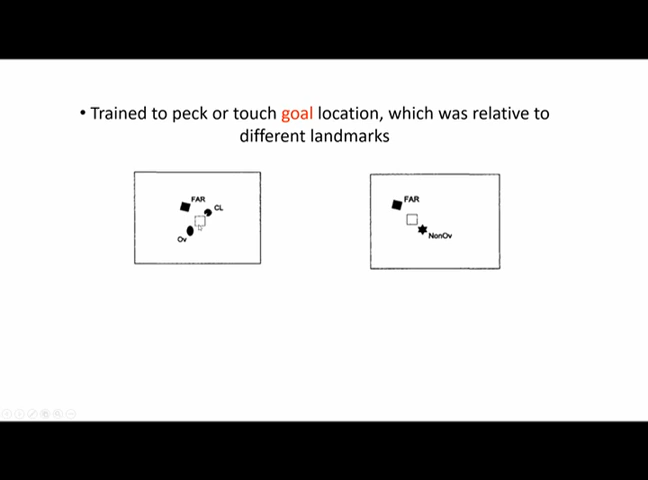 • Trained to peck or touch goal location, which was relative to
different landmarks
FAR
CL
Ov
FAR
NonOv